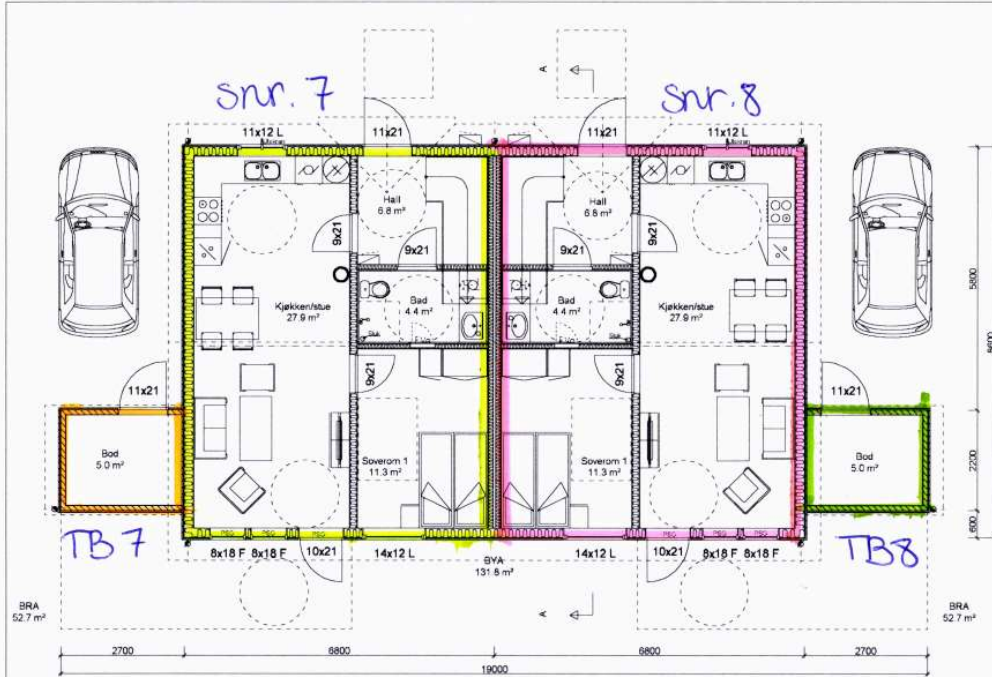 snr. 7
snr. 8
11x12 L
11x21
A
11x21
11x12 L
Hall
6.8 m²
Hall
6.8 m²
9x21
9x21
9x21
9x21
Bad
4.4 m²
Bad
4.4 m²
Kjøkken/stue
27.9 m²
Kjøkken/stue
27.9 m²
5800
8600
11x21
9x21
9x21
11x21
Bod
5.0 m²
Soverom 1
11.3 m²
Soverom 1
11.3 m²
Bod
5.0 m²
2200
600
TB 7
TB8
8x18 F
8x18 F
10x21
14x12 L
14x12 L
10x21
8x18 F
8x18 F
BYA
131.8 m²
BRA
52.7 m²
A
BRA
52.7 m²
2700
6800
6800
2700
19000